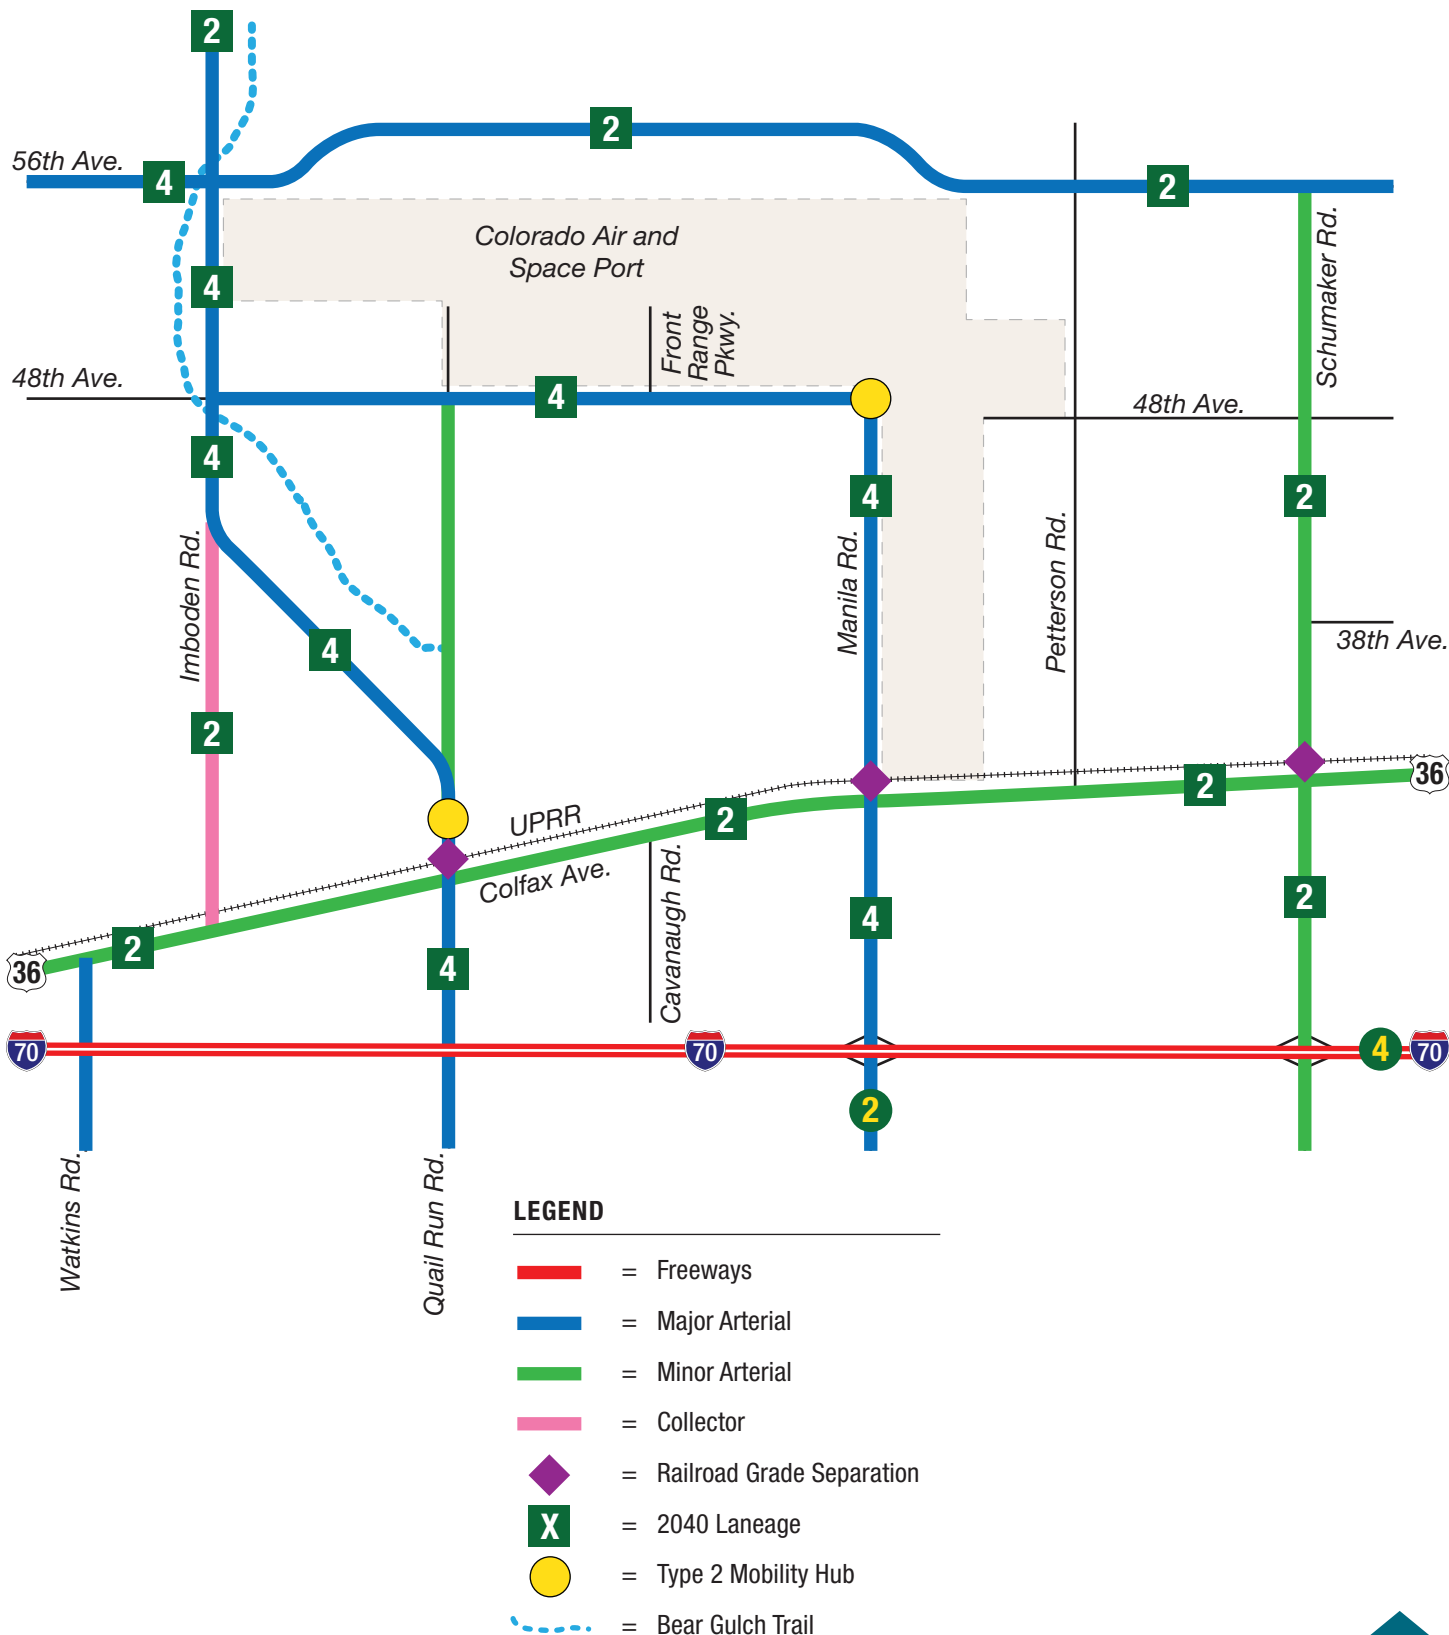 2
2
56th Ave.
4
2
Colorado Air and
Space Port
Schumaker Rd.
4
Front
Range
Pkwy.
48th Ave.
4
48th Ave.
4
4
2
Imboden Rd.
Manila Rd.
Petterson Rd.
4
38th Ave.
2
36
2
UPRR
2
Colfax Ave.
Cavanaugh Rd.
4
2
2
36
4
70
70
4
70
2
Watkins Rd.
Quail Run Rd.
LEGEND
= Freeways
= Major Arterial
= Minor Arterial
= Collector
= Railroad Grade Separation
X = 2040 Laneage
= Type 2 Mobility Hub
= Bear Gulch Trail